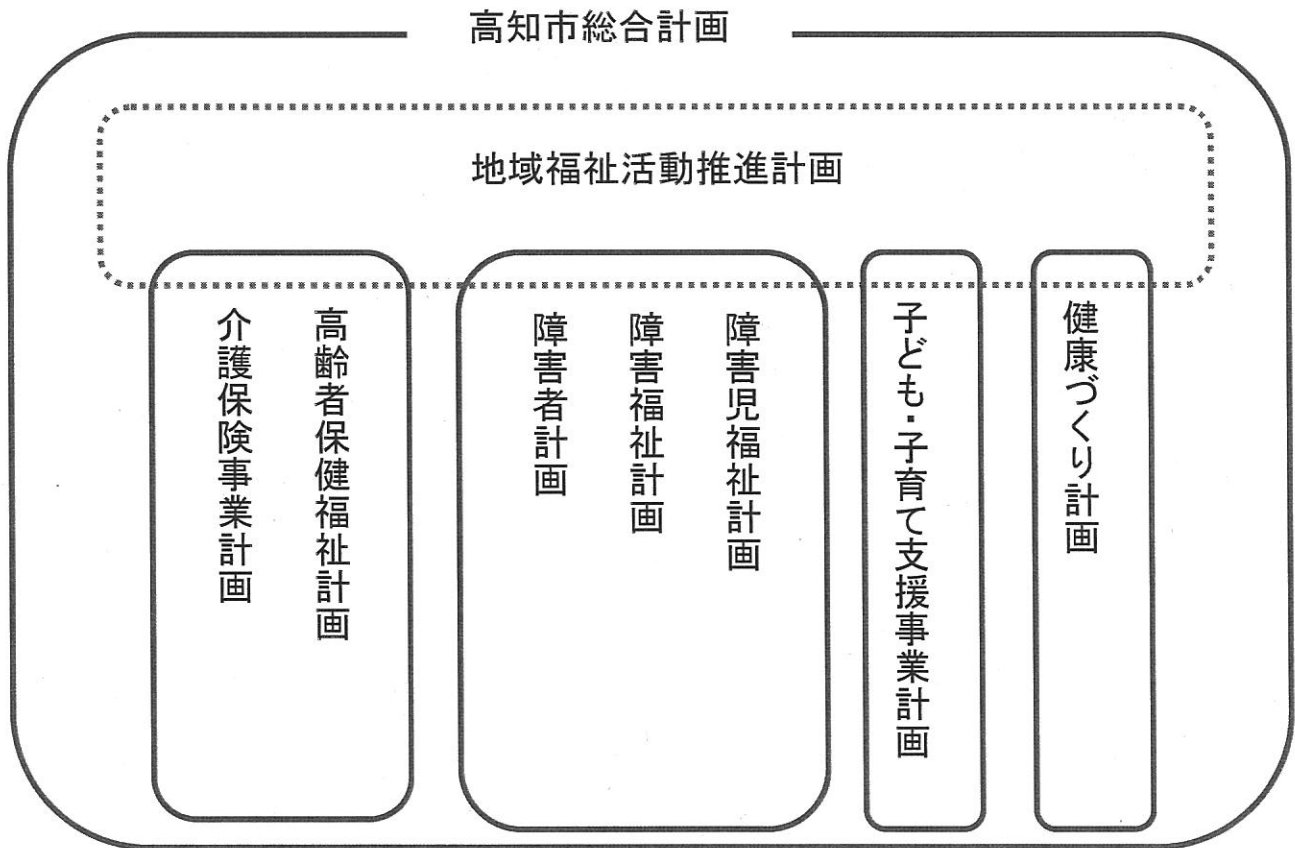 高知市総合計画
地域福祉活動推進計画
高齢者保健福祉計画
介護保険事業計画
障害児福祉計画
障害福祉計画
障害者計画
子ども・子育て支援事業計画
健康づくり計画